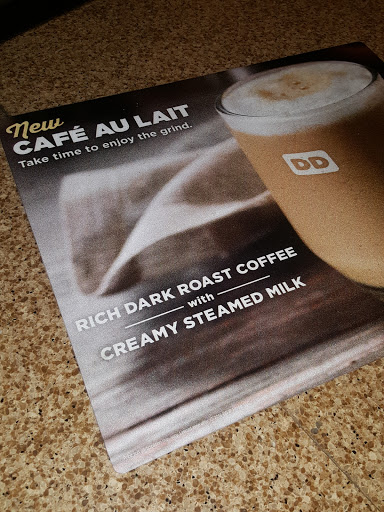 New
CAFÉ AU LAIT
Take time to enjoy the grind.
DD
RICH DARK ROAST COFFEE
with
CREAMY STEAMED MILK